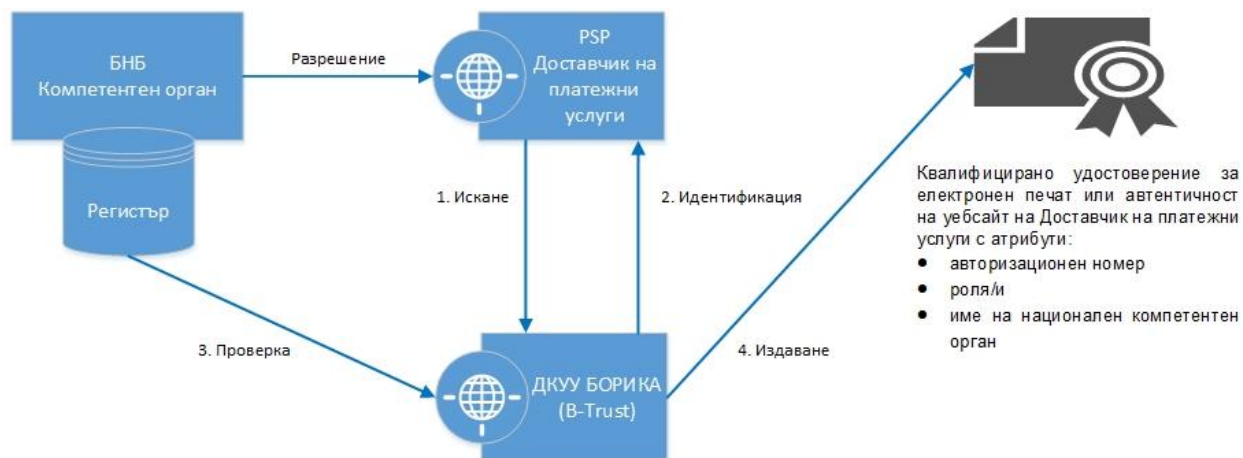 БНБ
Компетентен орган
Регистър
Разрешение
PSP
Доставчик на
платежни
услуги
1. Искане
2. Идентификация
3. Проверка
ДКУУ БОРИКА
(B-Trust)
4. Издаване
Квалифицирано удостоверение за
електронен печат или автентичност
на уебсайт на Доставчик на платежни
услуги с атрибути:
● авторизационен номер
● роля/и
● име на национален компетентен
орган